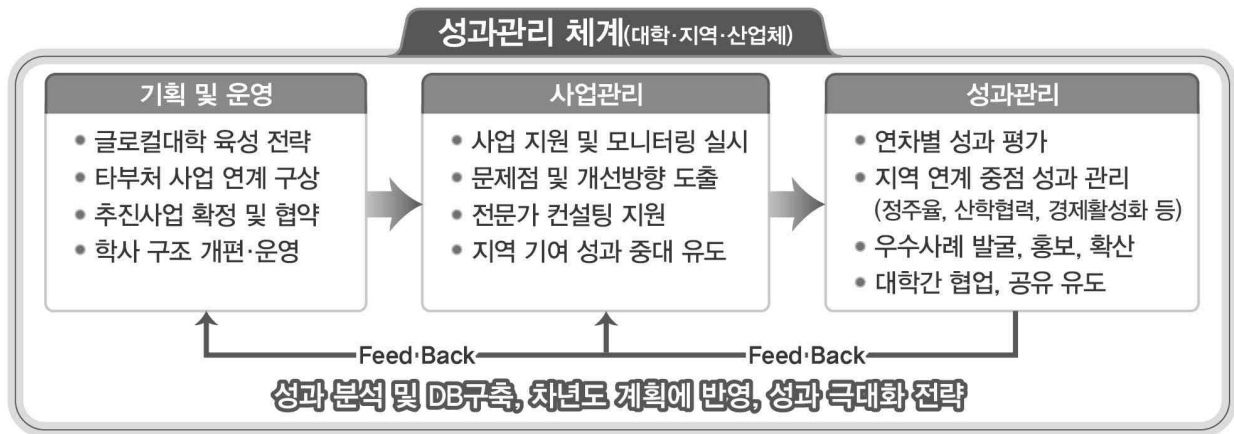 성과관리 체계(대학·지역·산업체)
기획 및 운영
• 글로컬대학 육성 전략
• 타부처 사업 연계 구상
• 추진사업 확정 및 협약
• 학사 구조 개편·운영
사업관리
• 사업 지원 및 모니터링 실시
• 문제점 및 개선방향 도출
• 전문가 컨설팅 지원
• 지역 기여 성과 중대 유도
성과관리
• 연차별 성과 평가
• 지역 연계 중점 성과 관리
(정주율, 산학협력, 경제활성화 등)
• 우수사례 발굴, 홍보, 확산
• 대학간 협업, 공유 유도
Feed·Back
Feed·Back
성과 분석 및 DB구축, 차년도 계획에 반영, 성과 극대화 전략